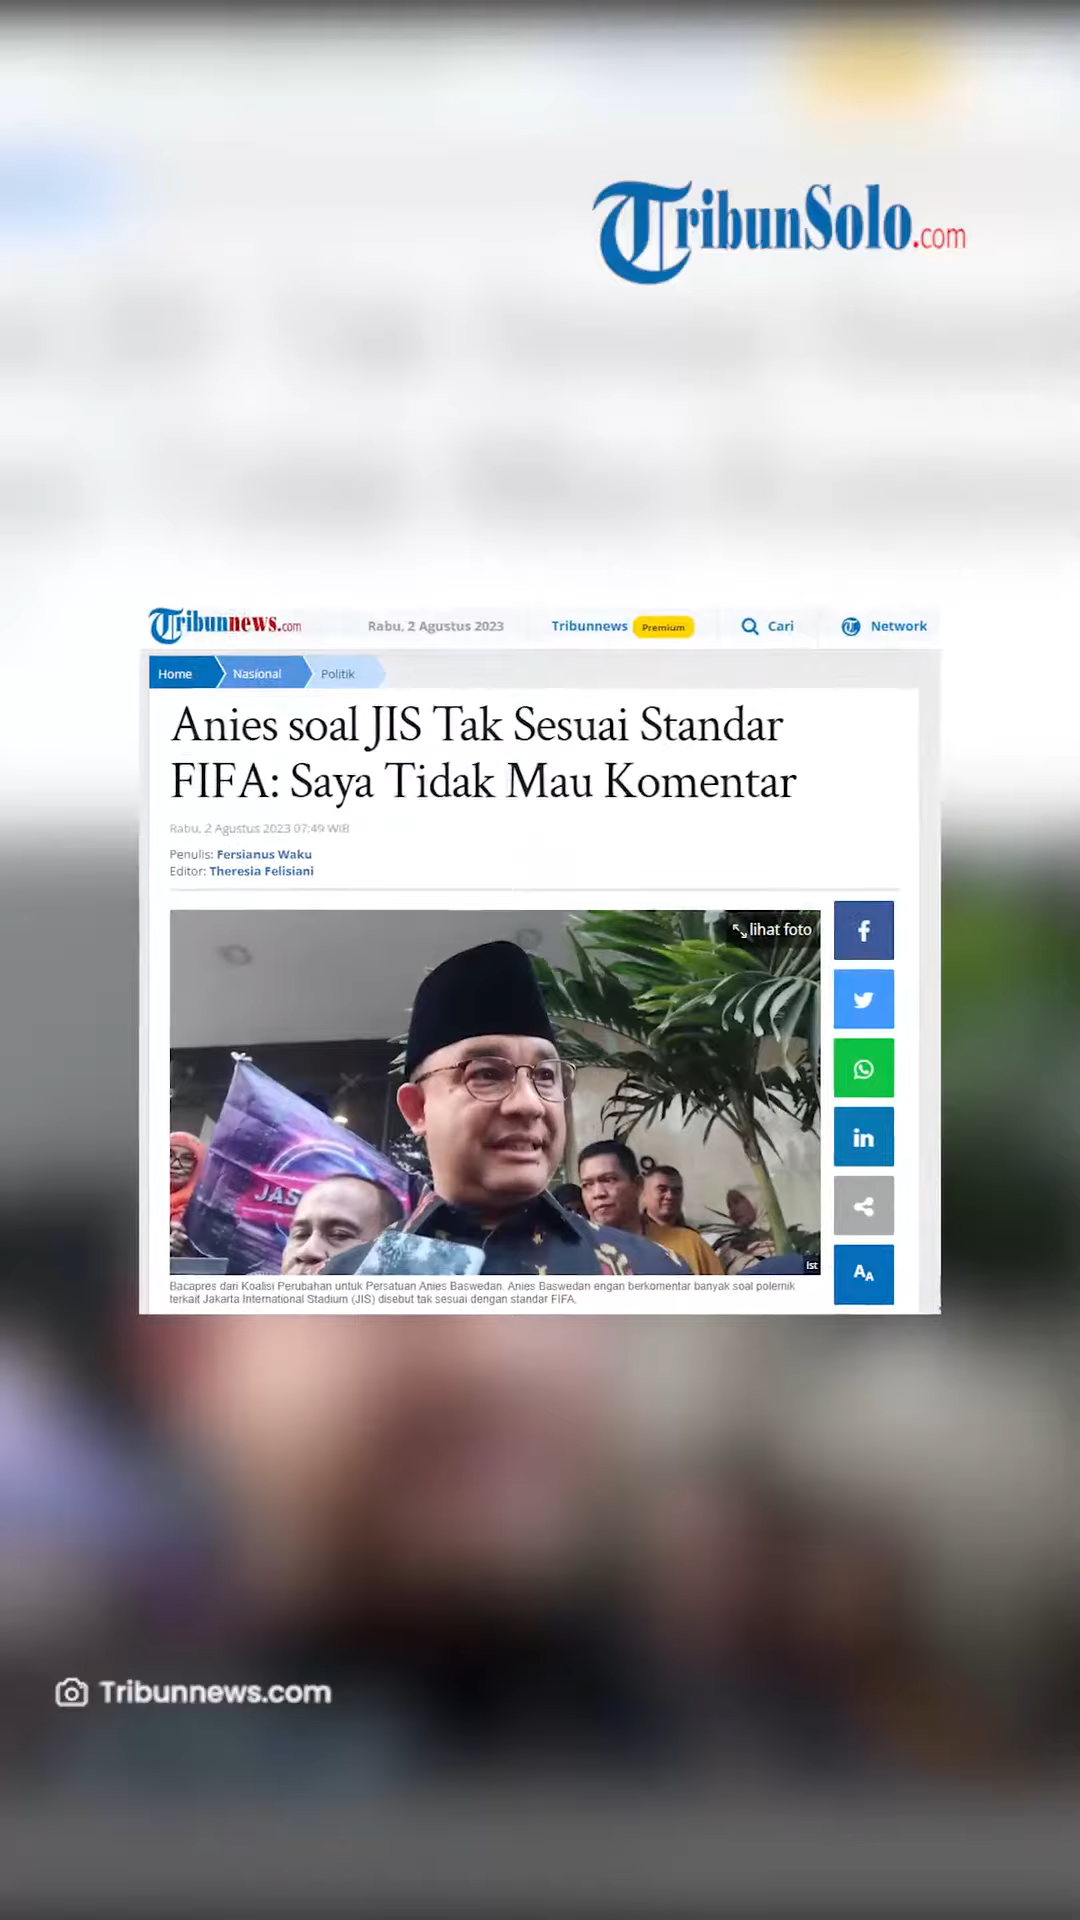 TribunSolo.com
Tribunnews.com
Rabu, 2 Agustus 2023
Tribunnews Premium
Cari
Network
Home
Nasional
Politik
Anies soal JIS Tak Sesuai Standar
FIFA: Saya Tidak Mau Komentar
Rabu, 2 Agustus 2023 07:49 WIB
Penulis: Fersianus Waku
Editor: Theresia Felisiani
lihat foto
JAS
Ist
Bacapres dari Koalisi Perubahan untuk Persatuan Anies Baswedan. Anies Baswedan engan berkomentar banyak soal polemik
terkait Jakarta International Stadium (JIS) disebut tak sesuai dengan standar FIFA.
f
in
AA
Tribunnews.com